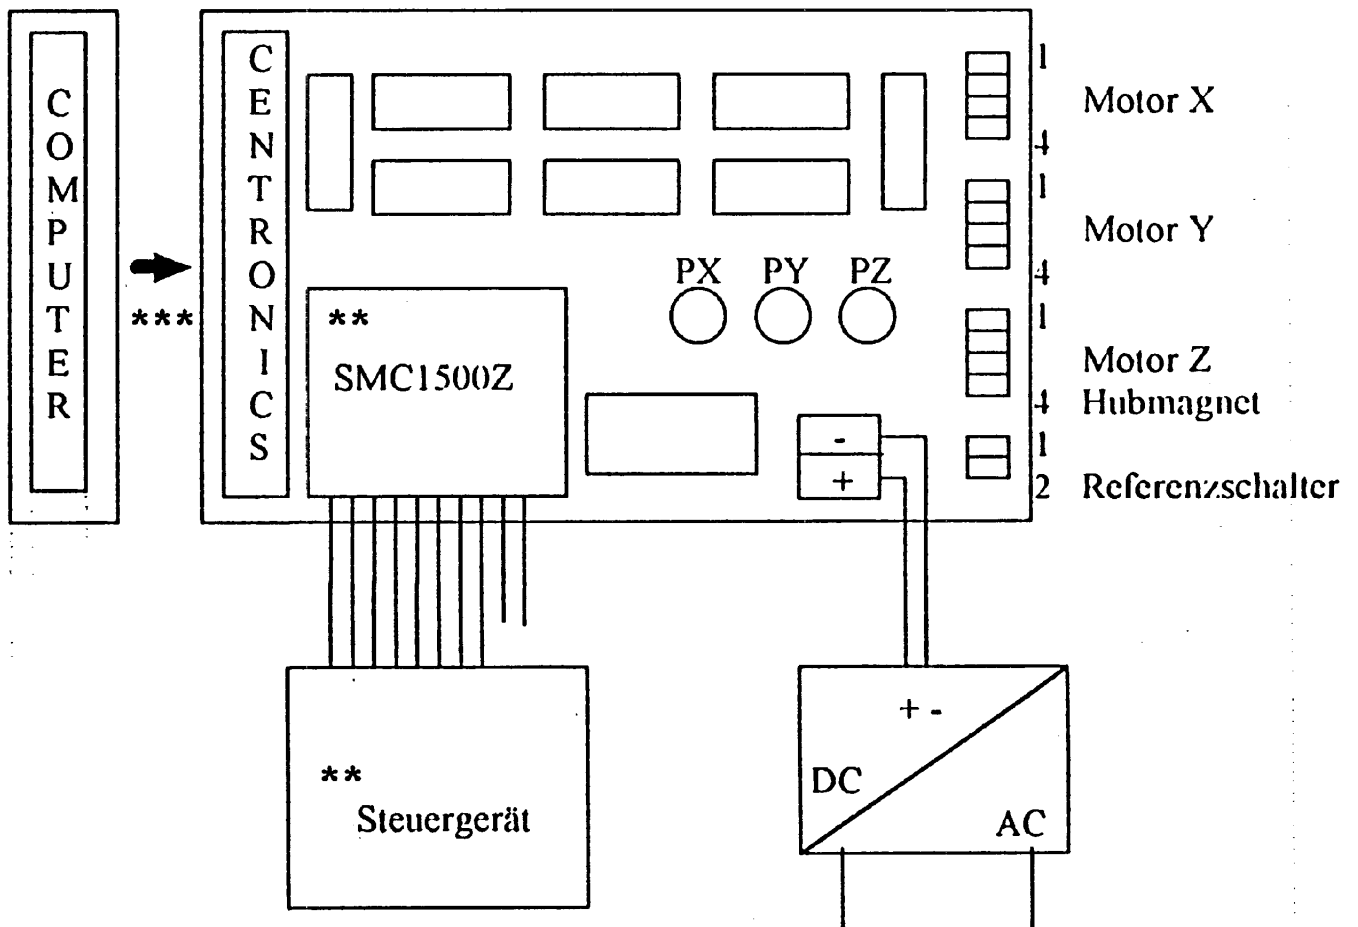 COMPUTER
***
CENTRONICS
**
SMC1500Z
PX PY PZ
-
+
1
4
Motor X
1
4
Motor Y
1
4
Motor Z
Hubmagnet
1
2
Referenzschalter
**
Steuergerät
+ -
DC
AC